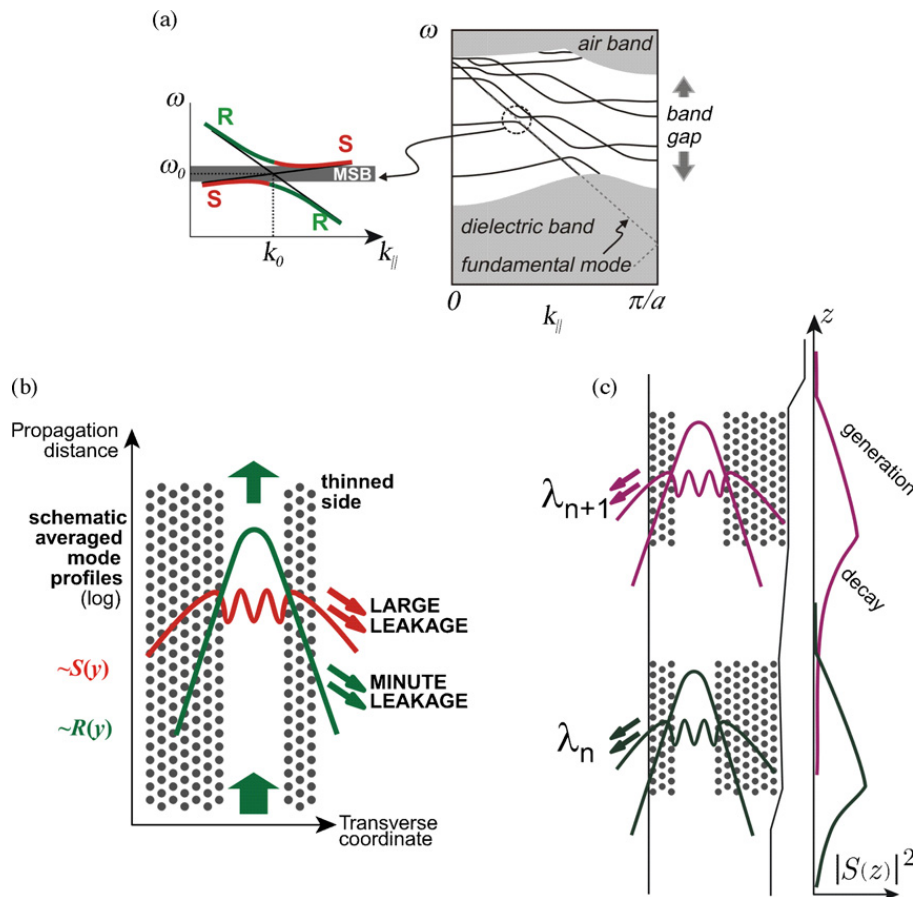 (a)
ω
air band
ω
R
S
band
gap
ω₀
MSB
S
R
dielectric band
fundamental mode
k₀
k∥
0
π/a
k∥
z
(b)
(c)
Propagation
distance
thinned
side
schematic
averaged
mode
profiles
(log)
generation
λn+1
decay
LARGE
LEAKAGE
~S(y)
MINUTE
LEAKAGE
~R(y)
λn
Transverse
coordinate
|S(z)|²